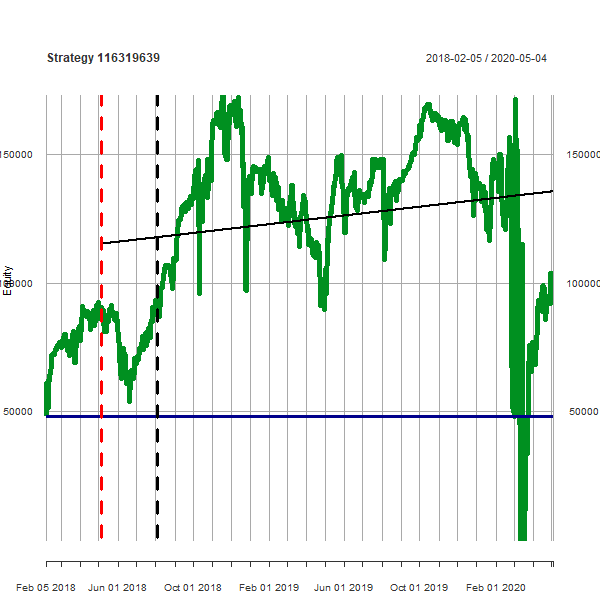 Strategy 116319639
2018-02-05 / 2020-05-04
150000 150000
100000 100000
Equity
50000 50000
Feb 05 2018 Jun 01 2018 Oct 01 2018 Feb 01 2019 Jun 01 2019 Oct 01 2019 Feb 01 2020